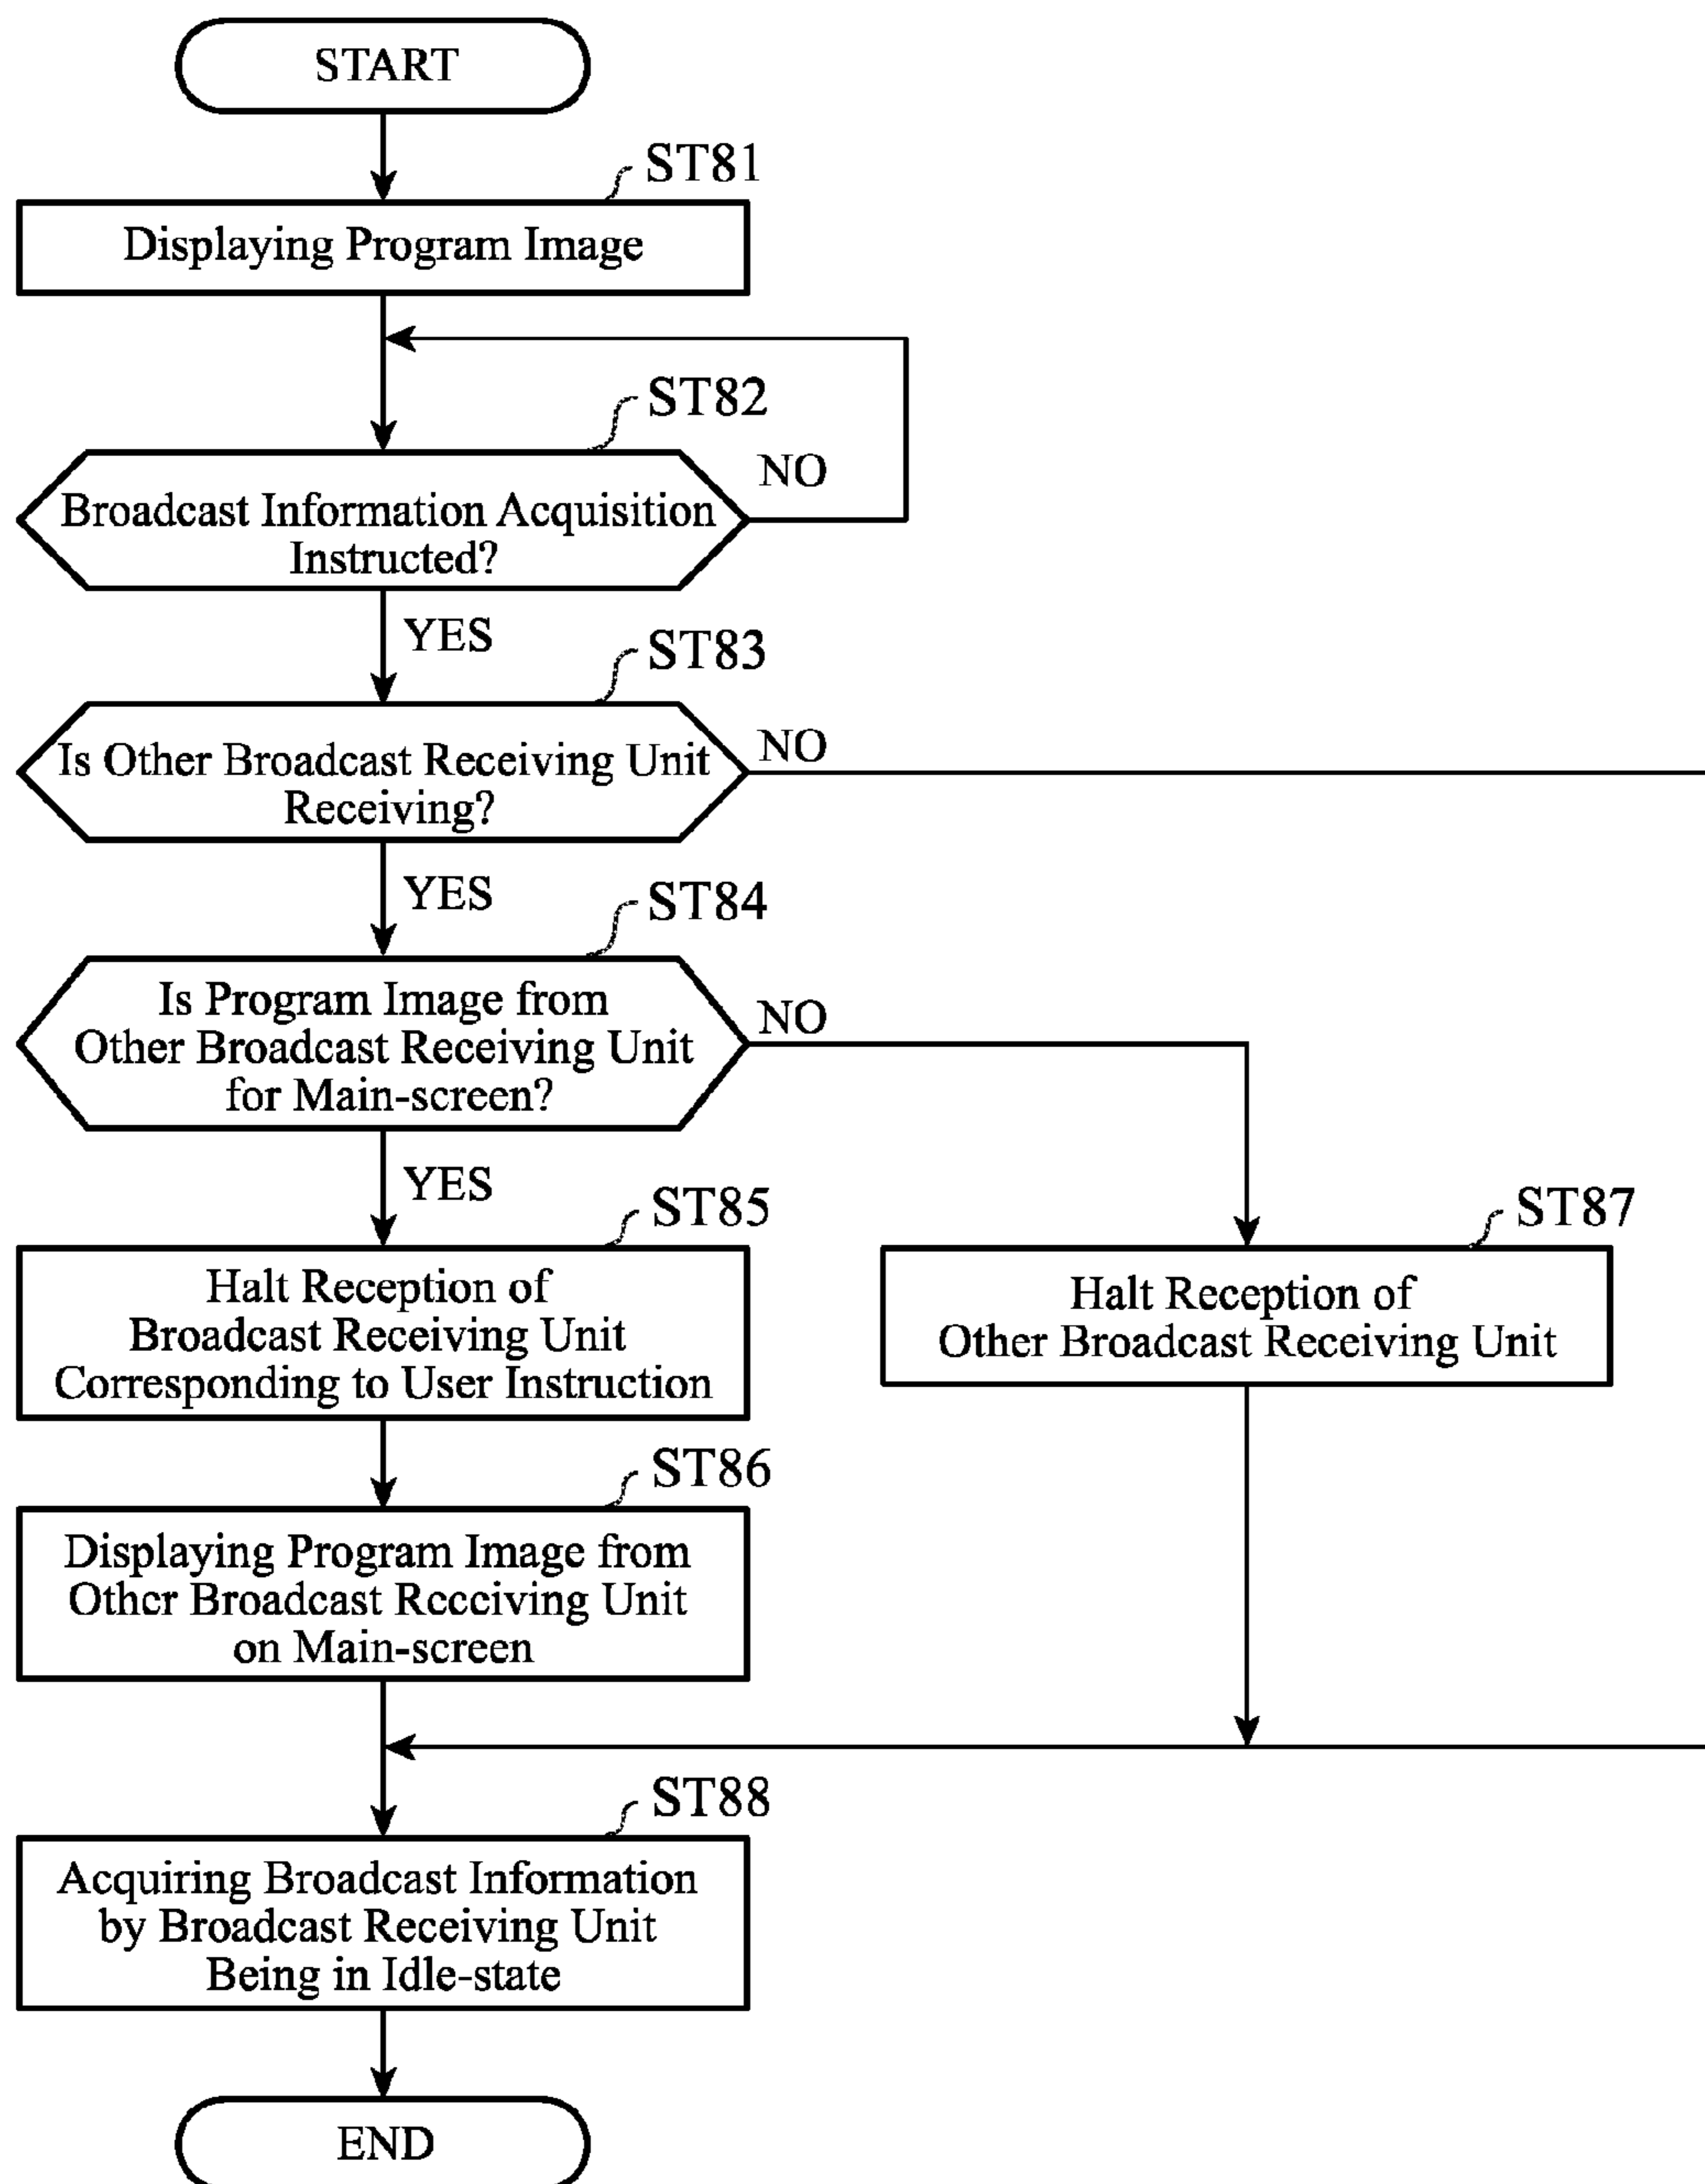 START
ST81
Displaying Program Image
ST82
NO
Broadcast Information Acquisition
Instructed?
YES
ST83
NO
Is Other Broadcast Receiving Unit
Receiving?
YES
ST84
Is Program Image from
Other Broadcast Receiving Unit
for Main-screen?
NO
YES
ST85
Halt Reception of
Broadcast Receiving Unit
Corresponding to User Instruction
ST87
Halt Reception of
Other Broadcast Receiving Unit
ST86
Displaying Program Image from
Other Broadcast Receiving Unit
on Main-screen
ST88
Acquiring Broadcast Information
by Broadcast Receiving Unit
Being in Idle-state
END